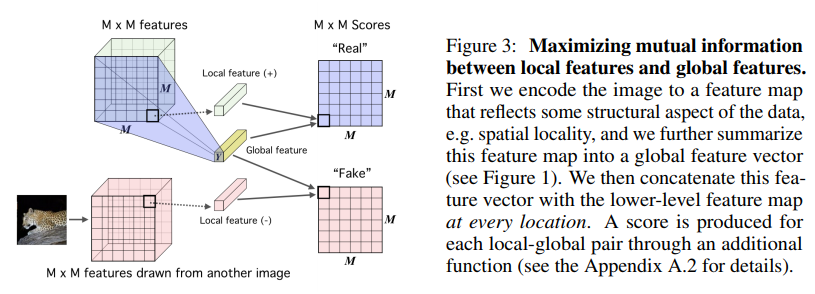 M x M features
M x M Scores
"Real"
Local feature (+)
M
M
M
M
Y
Global feature
"Fake"
Local feature (-)
M
M
M x M features drawn from another image
Figure 3: Maximizing mutual information
between local features and global features.
First we encode the image to a feature map
that reflects some structural aspect of the data,
e.g. spatial locality, and we further summarize
this feature map into a global feature vector
(see Figure 1). We then concatenate this fea-
ture vector with the lower-level feature map
at every location. A score is produced for
each local-global pair through an additional
function (see the Appendix A.2 for details).